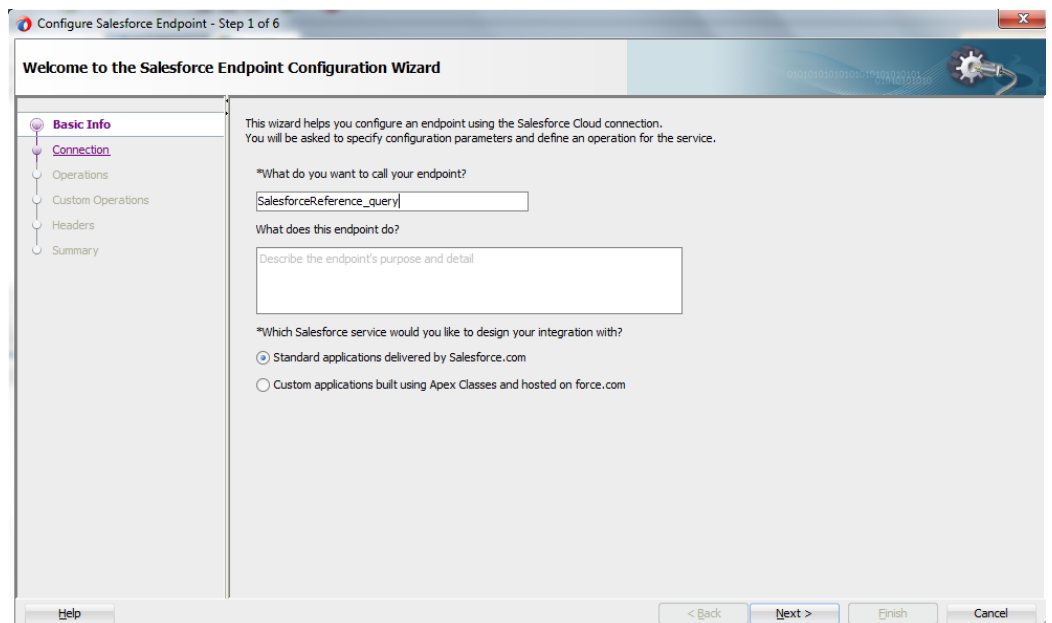 Configure Salesforce Endpoint - Step 1 of 6
x
Welcome to the Salesforce Endpoint Configuration Wizard
Basic Info
Connection
Operations
Custom Operations
Headers
Summary
This wizard helps you configure an endpoint using the Salesforce Cloud connection.
You will be asked to specify configuration parameters and define an operation for the service.
*What do you want to call your endpoint?
SalesforceReference_query
What does this endpoint do?
Describe the endpoint's purpose and detail
*Which Salesforce service would you like to design your integration with?
Standard applications delivered by Salesforce.com
Custom applications built using Apex Classes and hosted on force.com
Help
< Back
Next >
Finish
Cancel